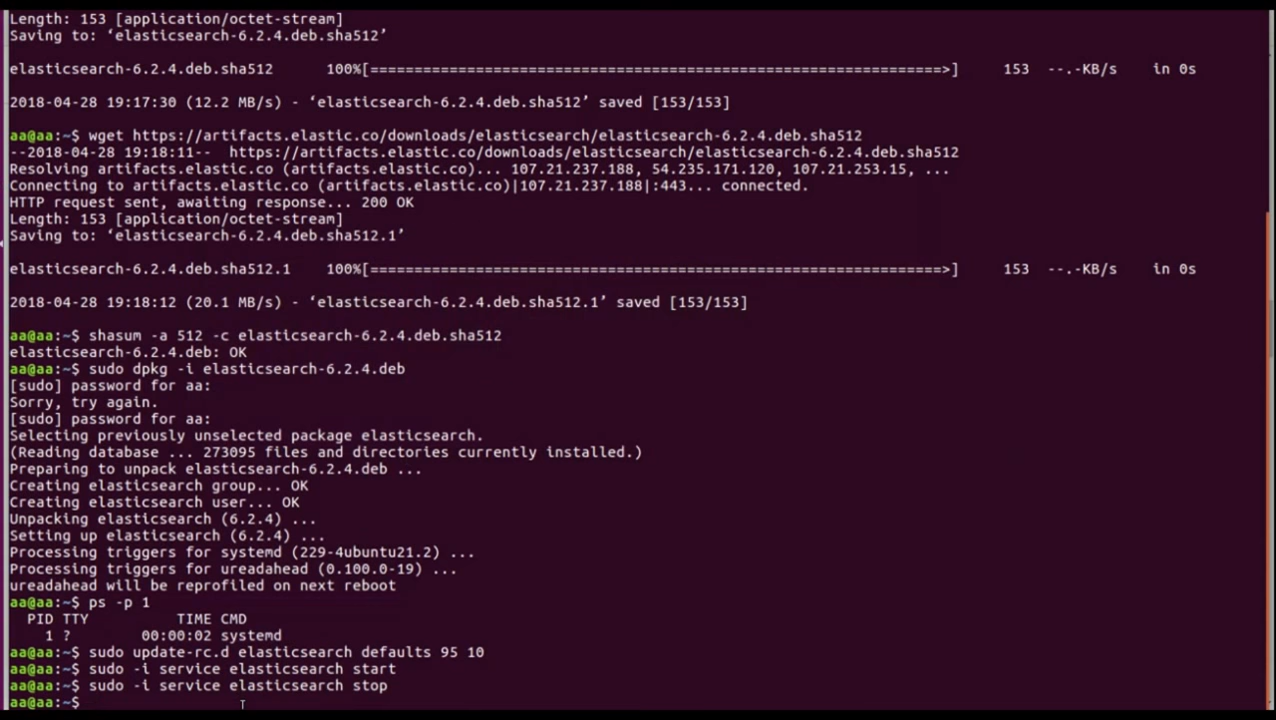 Length: 153 [application/octet-stream]
Saving to: ‘elasticsearch-6.2.4.deb.sha512’
elasticsearch-6.2.4.deb.sha512 100%[=================================================================>] 153 --.-KB/s in 0s
2018-04-28 19:17:30 (12.2 MB/s) - ‘elasticsearch-6.2.4.deb.sha512’ saved [153/153]
aa@aa:~$ wget https://artifacts.elastic.co/downloads/elasticsearch/elasticsearch-6.2.4.deb.sha512
--2018-04-28 19:18:11-- https://artifacts.elastic.co/downloads/elasticsearch/elasticsearch-6.2.4.deb.sha512
Resolving artifacts.elastic.co (artifacts.elastic.co)... 107.21.237.188, 54.235.171.120, 107.21.253.15, ...
Connecting to artifacts.elastic.co (artifacts.elastic.co)|107.21.237.188|:443... connected.
HTTP request sent, awaiting response... 200 OK
Length: 153 [application/octet-stream]
Saving to: ‘elasticsearch-6.2.4.deb.sha512.1’
elasticsearch-6.2.4.deb.sha512.1 100%[=================================================================>] 153 --.-KB/s in 0s
2018-04-28 19:18:12 (20.1 MB/s) - ‘elasticsearch-6.2.4.deb.sha512.1’ saved [153/153]
aa@aa:~$ shasum -a 512 -c elasticsearch-6.2.4.deb.sha512
elasticsearch-6.2.4.deb: OK
aa@aa:~$ sudo dpkg -i elasticsearch-6.2.4.deb
[sudo] password for aa:
Sorry, try again.
[sudo] password for aa:
Selecting previously unselected package elasticsearch.
(Reading database ... 273095 files and directories currently installed.)
Preparing to unpack elasticsearch-6.2.4.deb ...
Creating elasticsearch group... OK
Creating elasticsearch user... OK
Unpacking elasticsearch (6.2.4) ...
Setting up elasticsearch (6.2.4) ...
Processing triggers for systemd (229-4ubuntu21.2) ...
Processing triggers for ureadahead (0.100.0-19) ...
ureadahead will be reprofiled on next reboot
aa@aa:~$ ps -p 1
PID TTY TIME CMD
1 ? 00:00:02 systemd
aa@aa:~$ sudo update-rc.d elasticsearch defaults 95 10
aa@aa:~$ sudo -i service elasticsearch start
aa@aa:~$ sudo -i service elasticsearch stop
aa@aa:~$